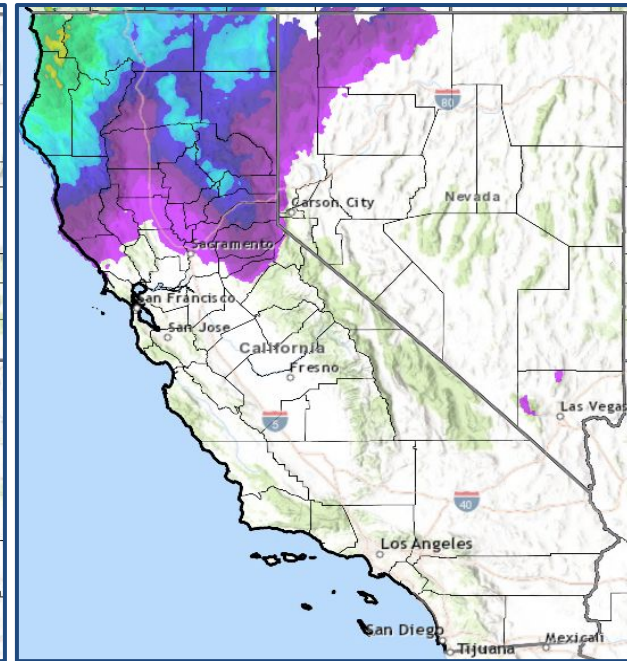 80
Carson City
Nevada
Sacramento
San Francisco
San Jose
California
Fresno
5
Las Vegas
40
Los Angeles
San Diego
Tijuana
Mexicali